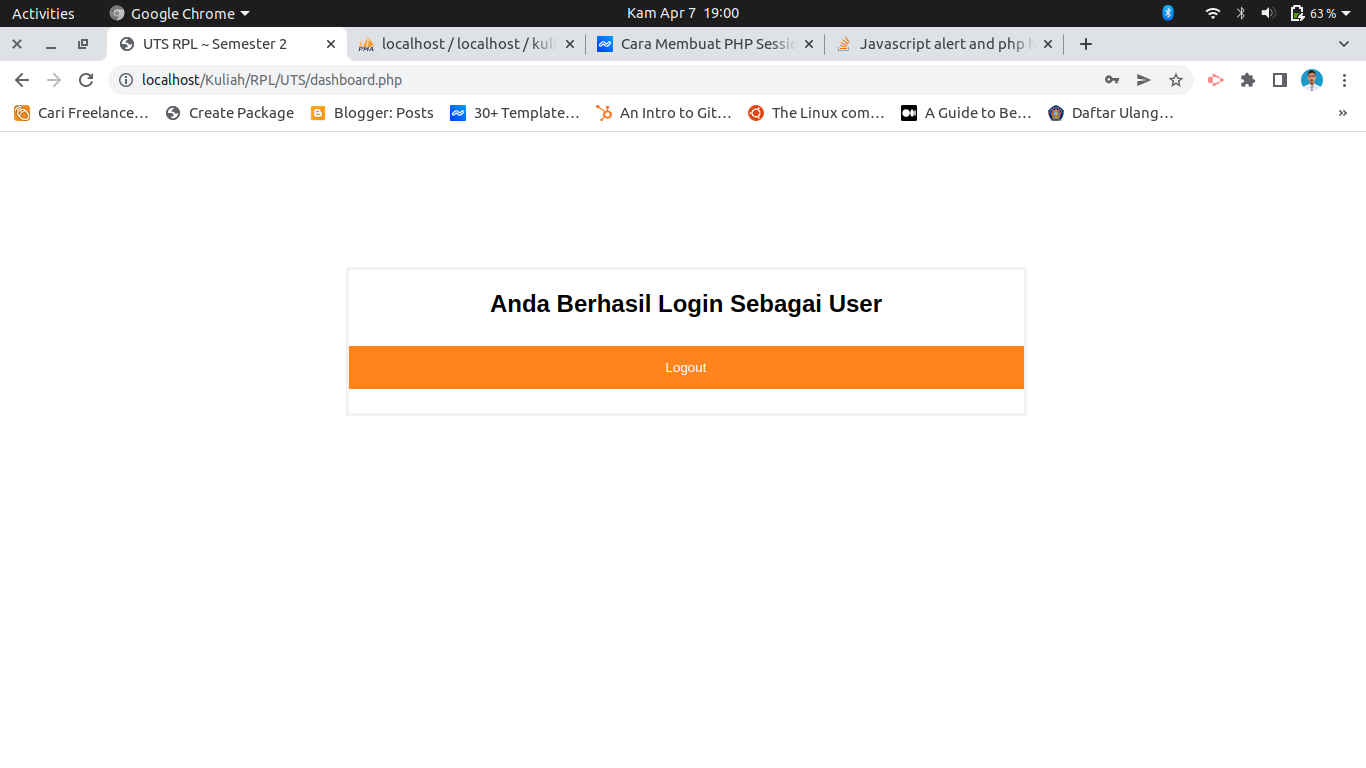 Activities Google Chrome Kam Apr 7 19:00 63 %
UTS RPL ~ Semester 2 localhost / localhost / kuli Cara Membuat PHP Sessic Javascript alert and php h
localhost/Kuliah/RPL/UTS/dashboard.php
Cari Freelance… Create Package Blogger: Posts 30+ Template… An Intro to Git… The Linux com… A Guide to Be… Daftar Ulang… »
Anda Berhasil Login Sebagai User
Logout